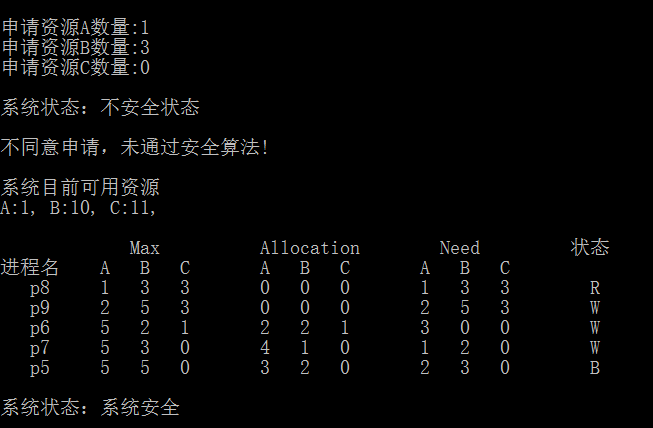 申请资源A数量:1
申请资源B数量:3
申请资源C数量:0
系统状态: 不安全状态
不同意申请, 未通过安全算法!
系统目前可用资源
A:1, B:10, C:11,
Max Allocation Need 状态
进程名 A B C A B C A B C
p8 1 3 3 0 0 0 1 3 3 R
p9 2 5 3 0 0 0 2 5 3 W
p6 5 2 1 2 2 1 3 0 0 W
p7 5 3 0 4 1 0 1 2 0 W
p5 5 5 0 3 2 0 2 3 0 B
系统状态: 系统安全